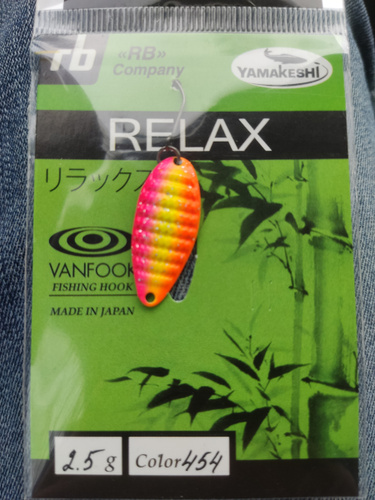 rb
«RB»
Company
YAMAKESHI
RELAX
リラックス
VANFOOK
FISHING HOOK
MADE IN JAPAN
2.5 g
Color 454